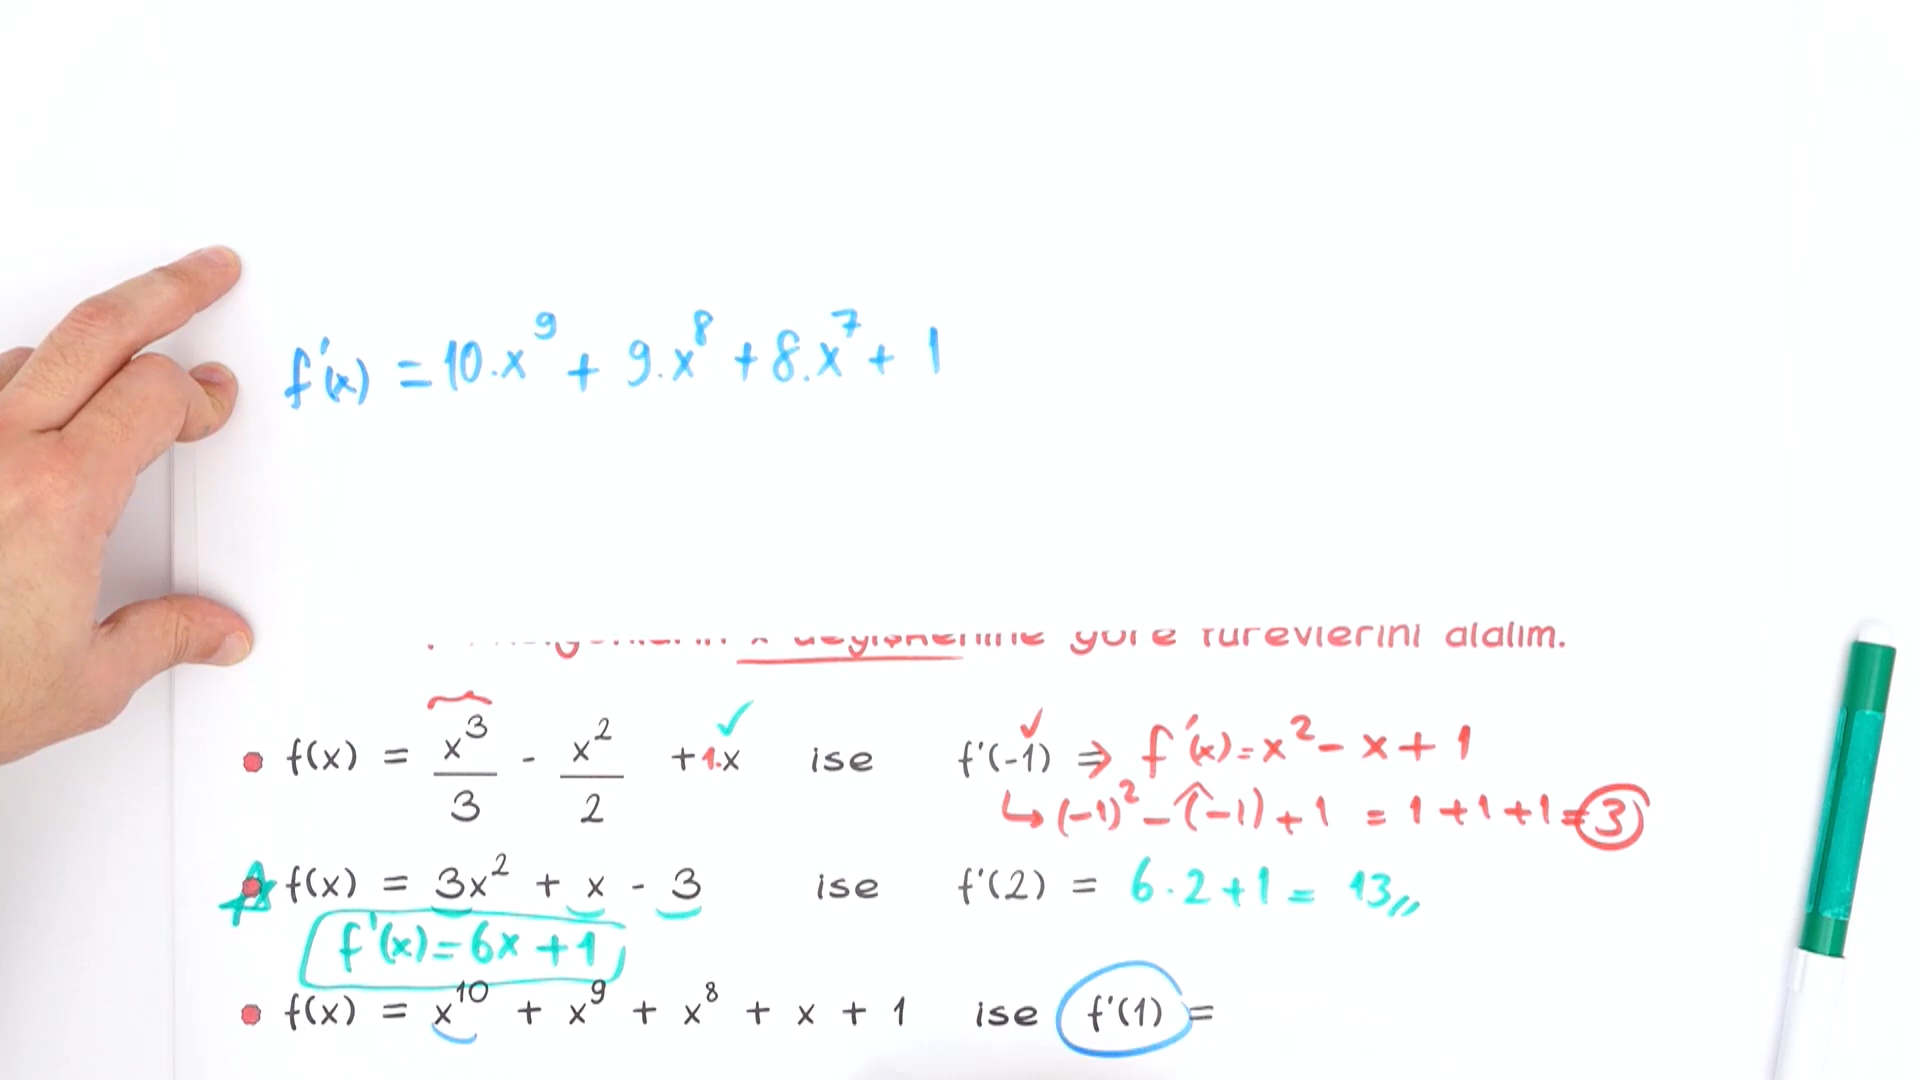 f'(x) = 10.x⁹ + 9.x⁸ + 8.x⁷ + 1
x değişkenine göre türevlerini alalım.
f(x) = x³/3 - x²/2 + 1.x ise f'(-1) ⇒ f'(x) = x² - x + 1
↳ (-1)² - (-1) + 1 = 1 + 1 + 1 = 3
f(x) = 3x² + x - 3 ise f'(2) = 6.2 + 1 = 13,,
f'(x) = 6x + 1
f(x) = x¹⁰ + x⁹ + x⁸ + x + 1 ise f'(1) =